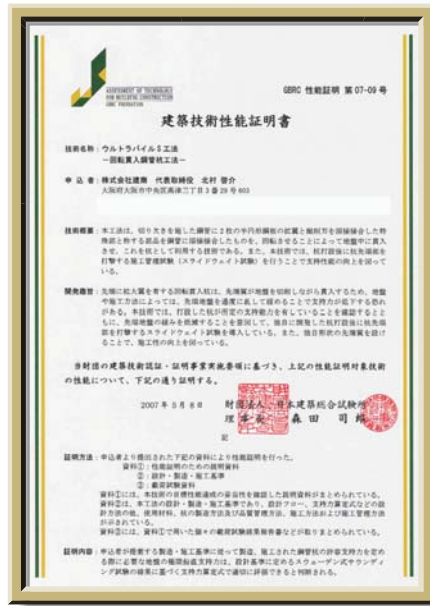 ASSESSMENT OF TECHNOLOGY
FOR BUILDING CONSTRUCTION
GBRC FOUNDATION
GBRC 性能証明 第 07-09 号
建築技術性能証明書
技術名称：ウルトラパイルS工法
－回転貫入鋼管杭工法－
申 込 者：株式会社建商 代表取締役 北村 啓介
大阪府大阪市中央区高津三丁目3番29号603
技術概要：本工法は、切り欠きを施した鋼管に2枚の半円形鋼板の拡翼と掘削刃を溶接接合した特
殊部と称する部品を鋼管に溶接接合したものを、回転させることによって地盤中に貫入
させ、これを杭として利用する技術である。また、本技術では、杭打設後に杭先端部を
打撃する施工管理試験（スライドウェイト試験）を行うことで支持性能の向上を図って
いる。
開発趣旨：先端に拡大翼を有する回転貫入杭は、先端翼が地盤を切削しながら貫入するため、地盤
や施工方法によっては、先端地盤を過度に乱して緩めることで支持力が低下する恐れ
がある。本技術では、打設した杭が所定の支持能力を有していることを確認するとと
もに、先端地盤の緩みを低減することを意図して、独自に開発した杭打設後に杭先端
部を打撃するスライドウェイト試験を導入している。また、独自形状の先端翼を設け
ることで、施工性の向上を図っている。
当財団の建築技術認証・証明事業実施要領に基づき、上記の性能証明対象技術
の性能について、下記の通り証明する。
2007年5月8日
財団法人 日本建築総合試験所
理事長 森田 司郎
記
証明方法：申込者より提出された下記の資料により性能証明を行った。
資料①：性能証明のための説明資料
②：設計・製造・施工基準
③：載荷試験資料
資料①には、本技術の目標性能達成の妥当性を確認した説明資料がまとめられている。
資料②は、本工法の設計・製造・施工基準であり、設計フロー、支持力算定式などの設
計方法の他、使用材料、杭の製造方法及び品質管理方法、施工方法および施工管理方法
が示されている。
資料③には、資料①で用いた個々の載荷試験結果報告書などが取りまとめられている。
証明内容：申込者が提案する製造・施工基準に従って製造、施工された鋼管杭の許容支持力を定め
る際に必要な地盤の極限鉛直支持力は、設計基準に定めるスウェーデン式サウンディ
ング試験の結果に基づく支持力算定式で適切に評価できると判断される。